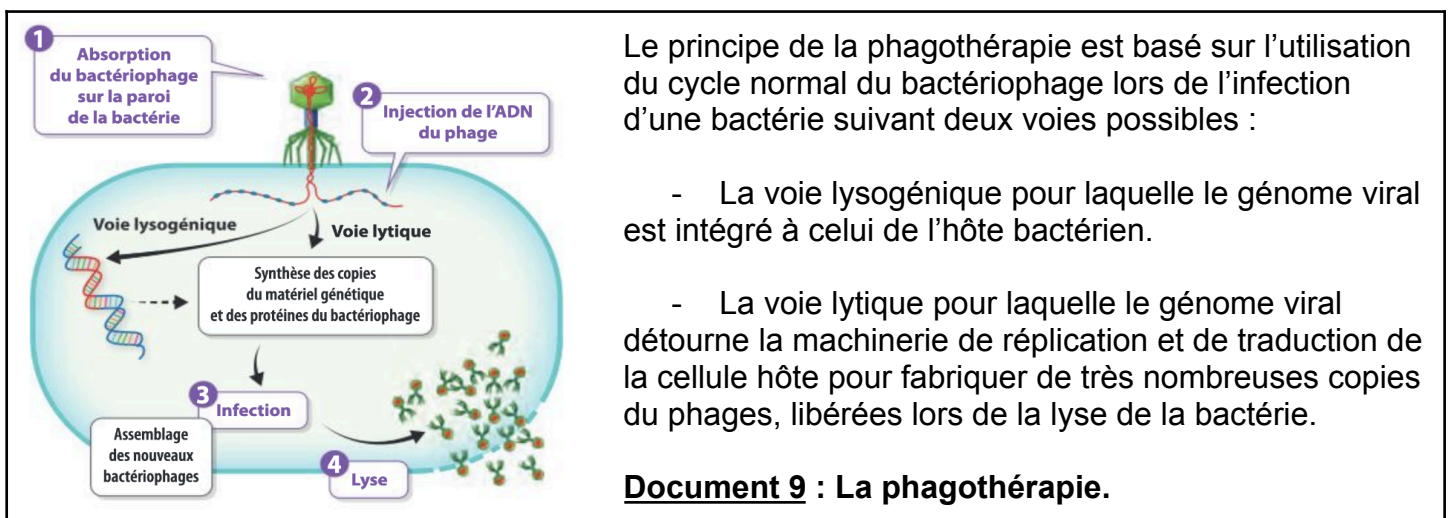 1
Absorption
du bactériophage
sur la paroi
de la bactérie
2
Injection de l'ADN
du phage
Voie lysogénique
Voie lytique
Synthèse des copies
du matériel génétique
et des protéines du bactériophage
3
Infection
Assemblage
des nouveaux
bactériophages
4
Lyse
Le principe de la phagothérapie est basé sur l'utilisation
du cycle normal du bactériophage lors de l'infection
d'une bactérie suivant deux voies possibles :
- La voie lysogénique pour laquelle le génome viral
est intégré à celui de l'hôte bactérien.
- La voie lytique pour laquelle le génome viral
détourne la machinerie de réplication et de traduction de
la cellule hôte pour fabriquer de très nombreuses copies
du phages, libérées lors de la lyse de la bactérie.
Document 9 : La phagothérapie.